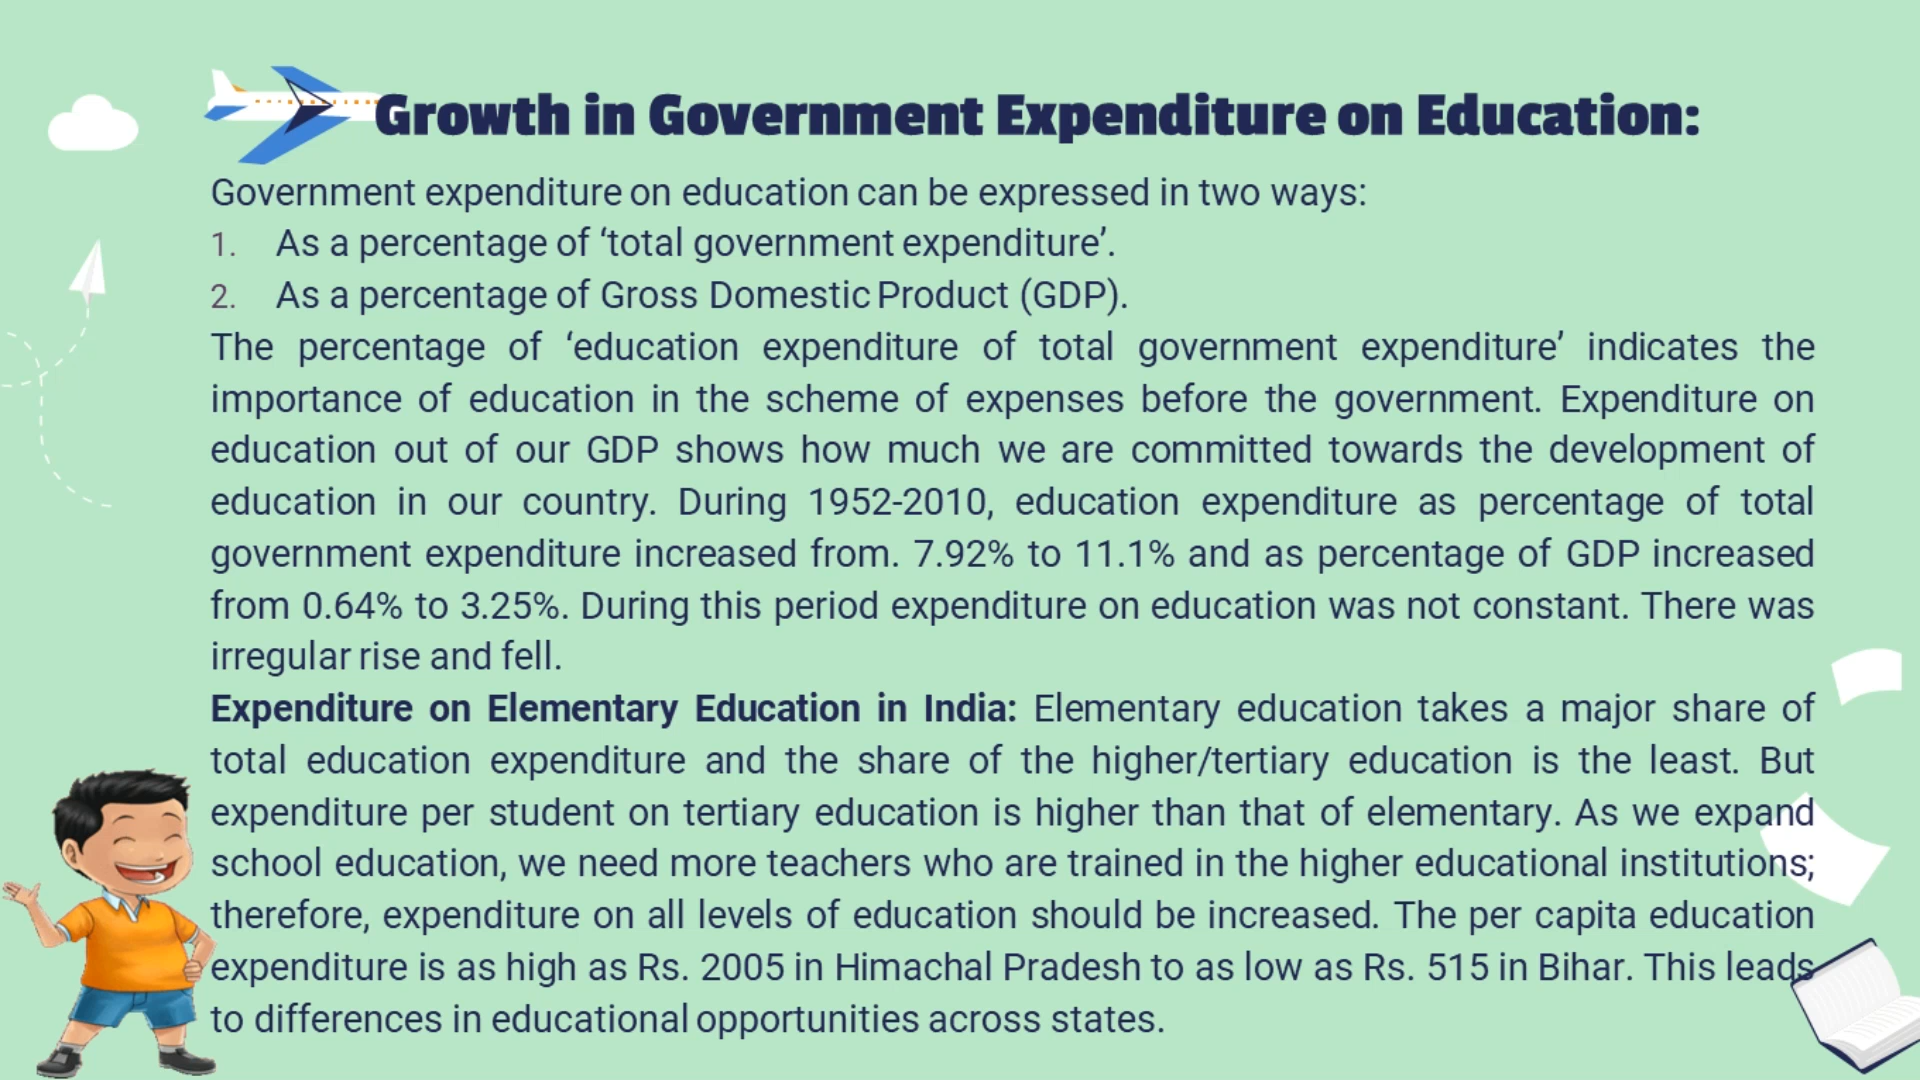 Growth in Government Expenditure on Education:
Government expenditure on education can be expressed in two ways:
1. As a percentage of ‘total government expenditure’.
2. As a percentage of Gross Domestic Product (GDP).
The percentage of ‘education expenditure of total government expenditure’ indicates the
importance of education in the scheme of expenses before the government. Expenditure on
education out of our GDP shows how much we are committed towards the development of
education in our country. During 1952-2010, education expenditure as percentage of total
government expenditure increased from. 7.92% to 11.1% and as percentage of GDP increased
from 0.64% to 3.25%. During this period expenditure on education was not constant. There was
irregular rise and fell.
Expenditure on Elementary Education in India: Elementary education takes a major share of
total education expenditure and the share of the higher/tertiary education is the least. But
expenditure per student on tertiary education is higher than that of elementary. As we expand
school education, we need more teachers who are trained in the higher educational institutions;
therefore, expenditure on all levels of education should be increased. The per capita education
expenditure is as high as Rs. 2005 in Himachal Pradesh to as low as Rs. 515 in Bihar. This leads
to differences in educational opportunities across states.